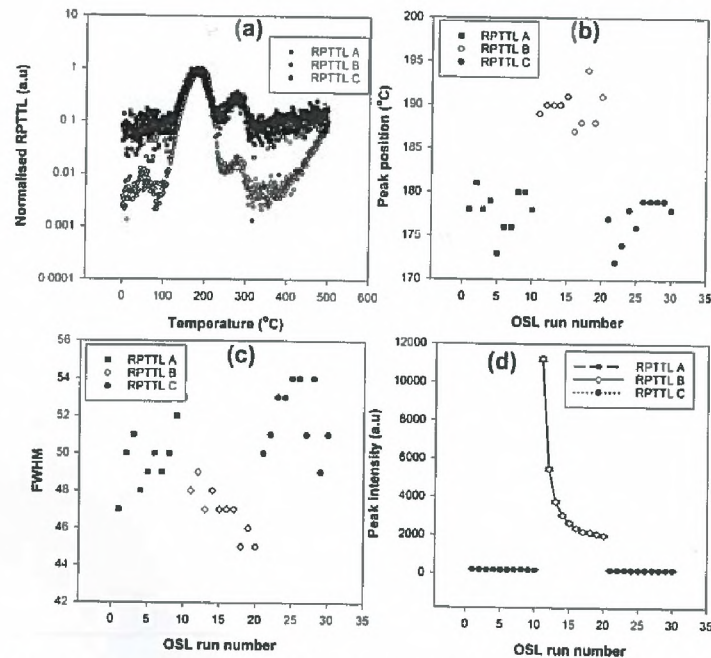 (a)
RPTTL A
RPTTL B
RPTTL C
Normalised RPTTL (a.u)
10
1
0.1
0.01
0.001
0.0001
0 100 200 300 400 500 600
Temperature (°C)
(b)
RPTTL A
RPTTL B
RPTTL C
Peak position (°C)
200
195
190
185
180
175
170
0 5 10 15 20 25 30 35
OSL run number
(c)
RPTTL A
RPTTL B
RPTTL C
FWHM
56
54
52
50
48
46
44
42
0 5 10 15 20 25 30 35
OSL run number
(d)
RPTTL A
RPTTL B
RPTTL C
Peak intensity (a.u)
12000
10000
8000
6000
4000
2000
0
0 5 10 15 20 25 30 35
OSL run number